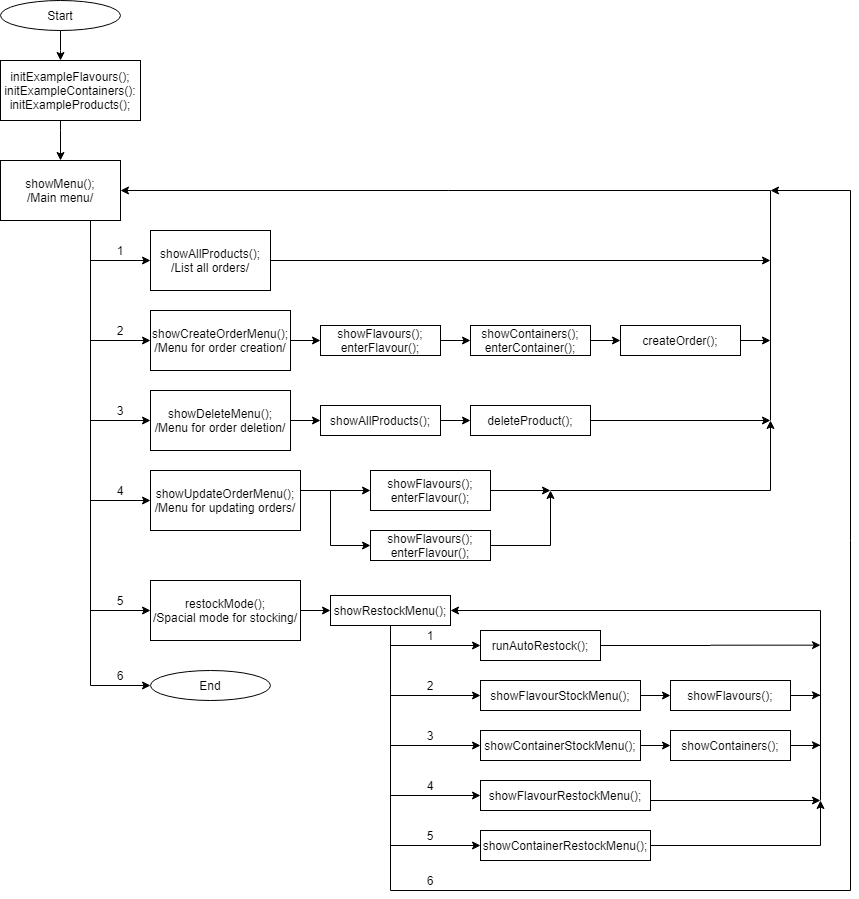 Start
initExampleFlavours();
initExampleContainers():
initExampleProducts();
showMenu();
/Main menu/
1
showAllProducts();
/List all orders/
2
showCreateOrderMenu();
/Menu for order creation/
showFlavours();
enterFlavour();
showContainers();
enterContainer();
createOrder();
3
showDeleteMenu();
/Menu for order deletion/
showAllProducts();
deleteProduct();
4
showUpdateOrderMenu();
/Menu for updating orders/
showFlavours();
enterFlavour();
showFlavours();
enterFlavour();
5
restockMode();
/Spacial mode for stocking/
showRestockMenu();
1
runAutoRestock();
2
showFlavourStockMenu();
showFlavours();
3
showContainerStockMenu();
showContainers();
4
showFlavourRestockMenu();
5
showContainerRestockMenu();
6
6
End